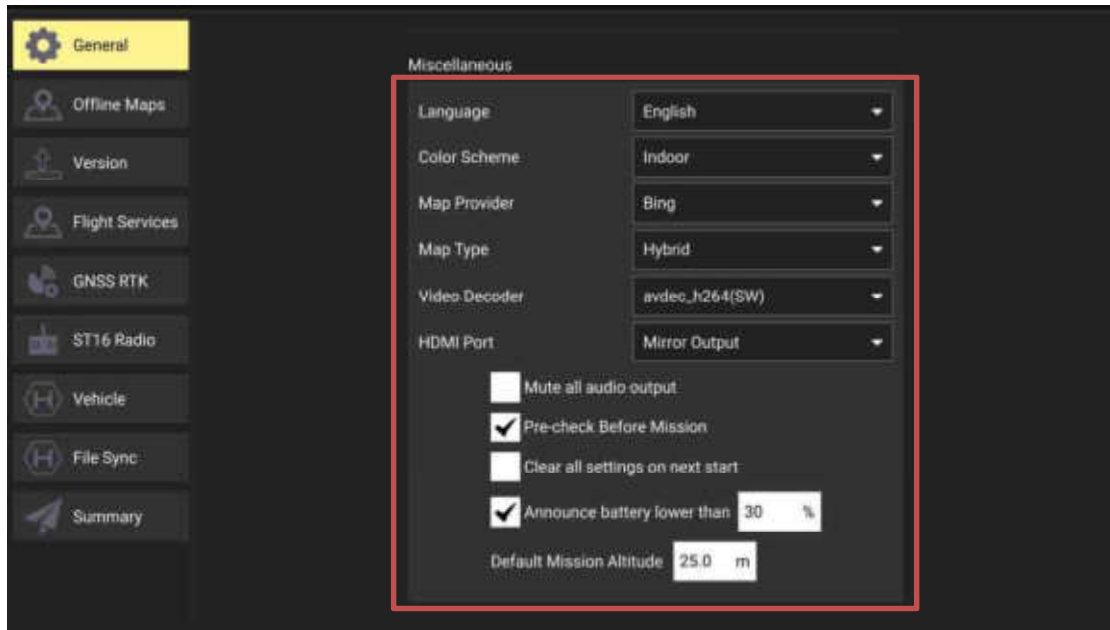 General
Offline Maps
Version
Flight Services
GNSS RTK
ST16 Radio
Vehicle
File Sync
Summary
Miscellaneous
Language English
Color Scheme Indoor
Map Provider Bing
Map Type Hybrid
Video Decoder avdec_h264(SW)
HDMI Port Mirror Output
Mute all audio output
Pre-check Before Mission
Clear all settings on next start
Announce battery lower than 30 %
Default Mission Altitude 25.0 m